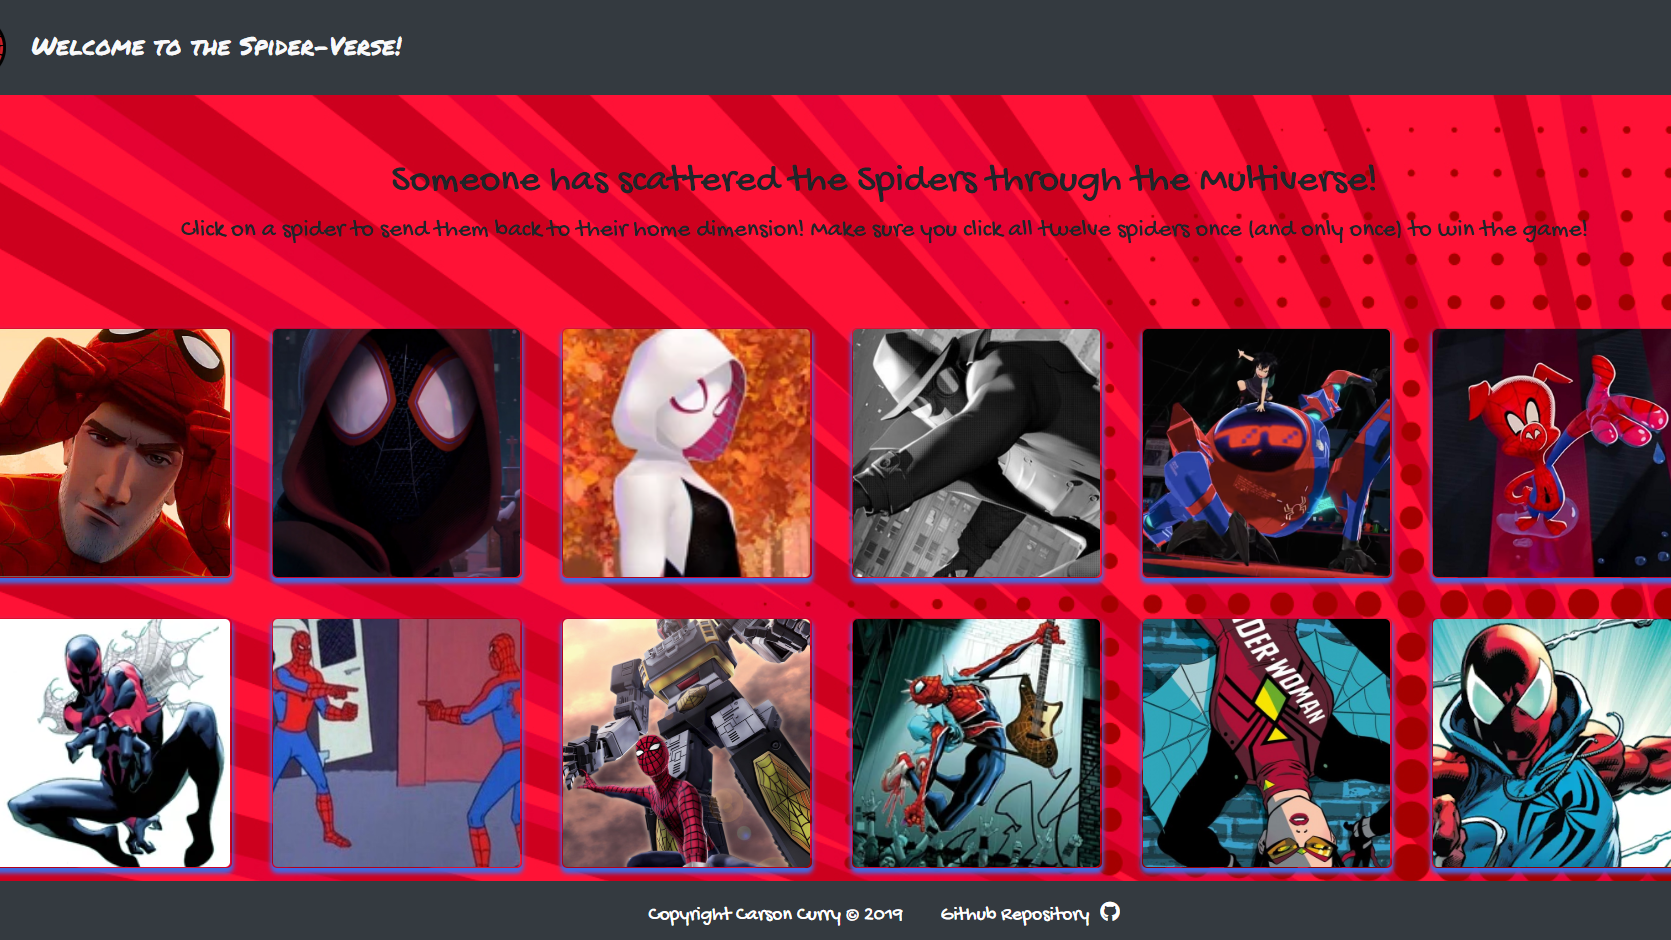 Welcome to the Spider-Verse!
Someone has scattered the Spiders through the Multiverse!
Click on a spider to send them back to their home dimension! Make sure you click all twelve spiders once (and only once) to win the game!
SPIDER-WOMAN
Copyright Carson Curry © 2019
Github Repository